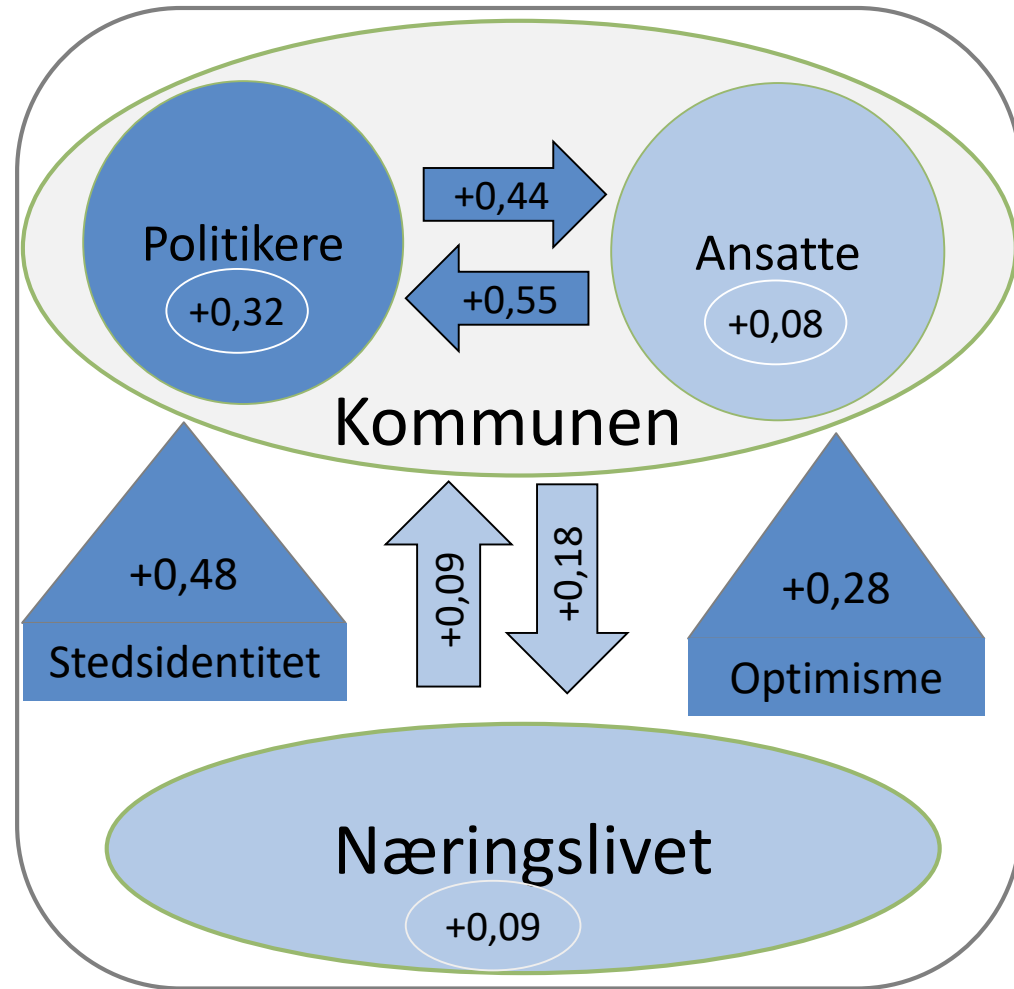 Politikere
+0,32
+0,44
+0,55
Ansatte
+0,08
Kommunen
+0,48
Stedsidentitet
+0,09
+0,18
+0,28
Optimisme
Næringslivet
+0,09